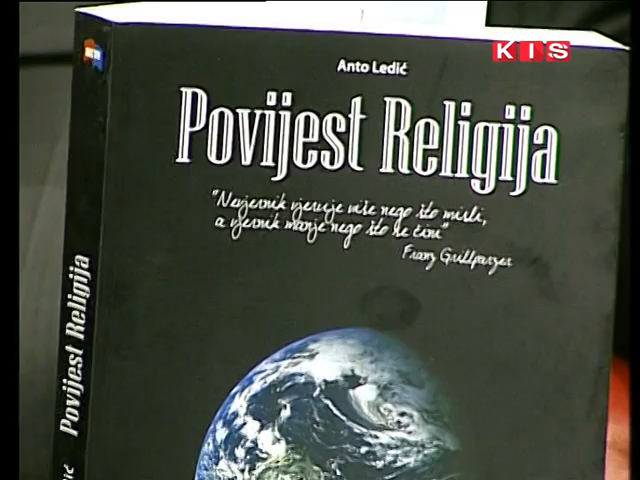 KIS
Anto Ledić
Povijest Religija
"Nevjernik vjeruje više nego što misli,
a vjernik manje nego što se čini"
Franz Grillparzer
Povijest Religija